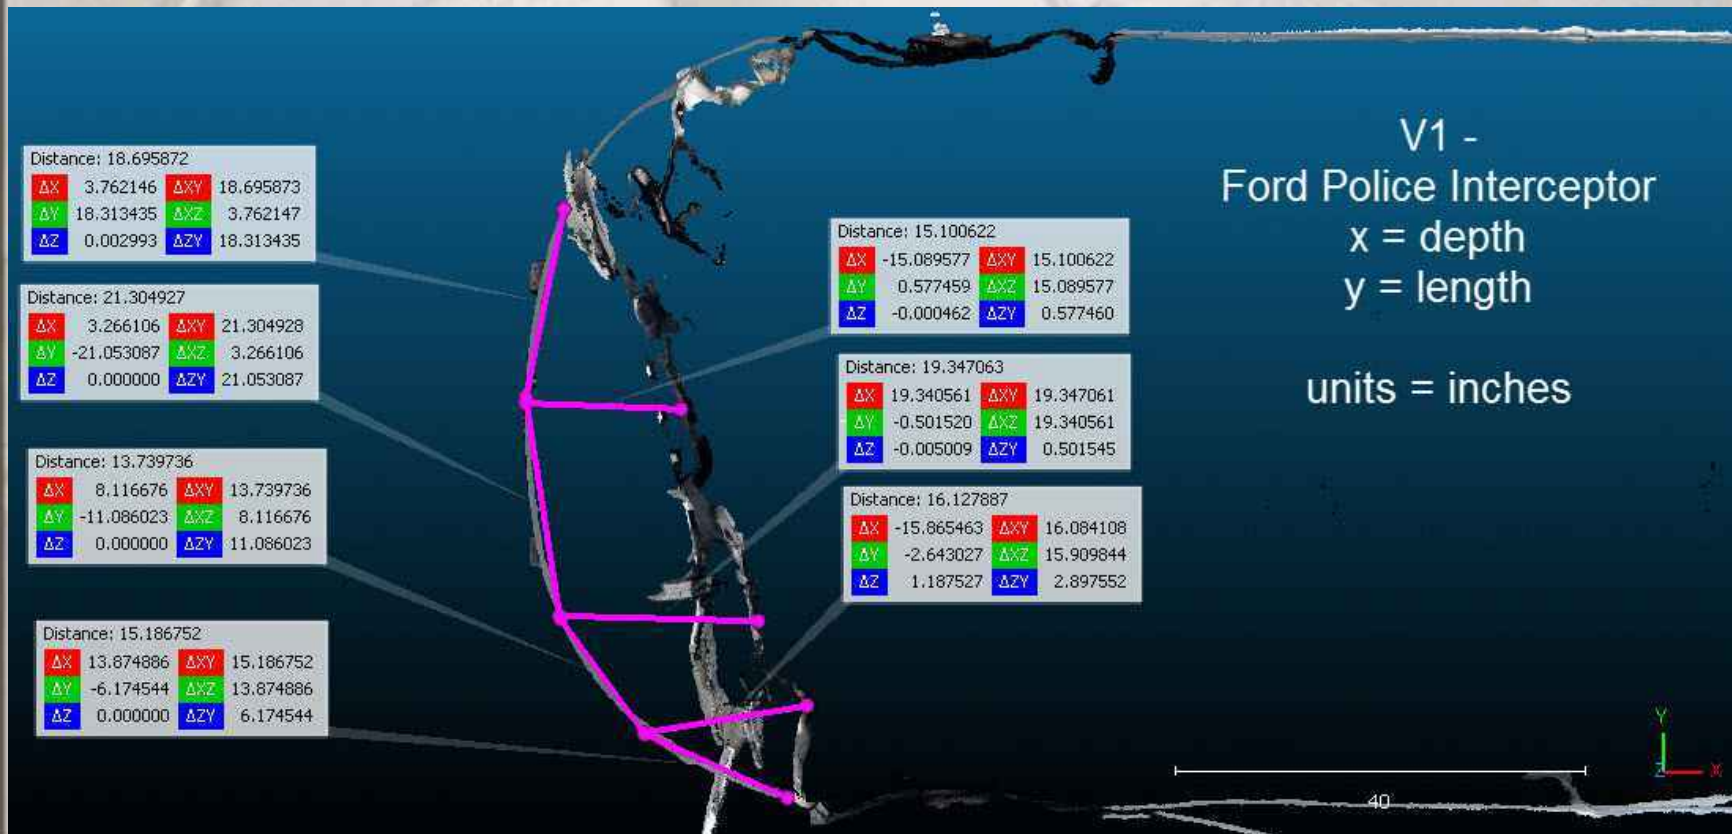 Distance: 18.695872
ΔX 3.762146 ΔXY 18.695873
ΔY 18.313435 ΔXZ 3.762147
ΔZ 0.002993 ΔZY 18.313435
Distance: 21.304927
ΔX 3.266106 ΔXY 21.304928
ΔY -21.053087 ΔXZ 3.266106
ΔZ 0.000000 ΔZY 21.053087
Distance: 13.739736
ΔX 8.116676 ΔXY 13.739736
ΔY -11.086023 ΔXZ 8.116676
ΔZ 0.000000 ΔZY 11.086023
Distance: 15.186752
ΔX 13.874886 ΔXY 15.186752
ΔY -6.174544 ΔXZ 13.874886
ΔZ 0.000000 ΔZY 6.174544
Distance: 15.100622
ΔX -15.089577 ΔXY 15.100622
ΔY 0.577459 ΔXZ 15.089577
ΔZ -0.000462 ΔZY 0.577460
Distance: 19.347063
ΔX 19.340561 ΔXY 19.347061
ΔY -0.501520 ΔXZ 19.340561
ΔZ -0.005009 ΔZY 0.501545
Distance: 16.127887
ΔX -15.865463 ΔXY 16.084108
ΔY -2.643027 ΔXZ 15.909844
ΔZ 1.187527 ΔZY 2.897552
V1 -
Ford Police Interceptor
x = depth
y = length
units = inches
Y
Z X
40